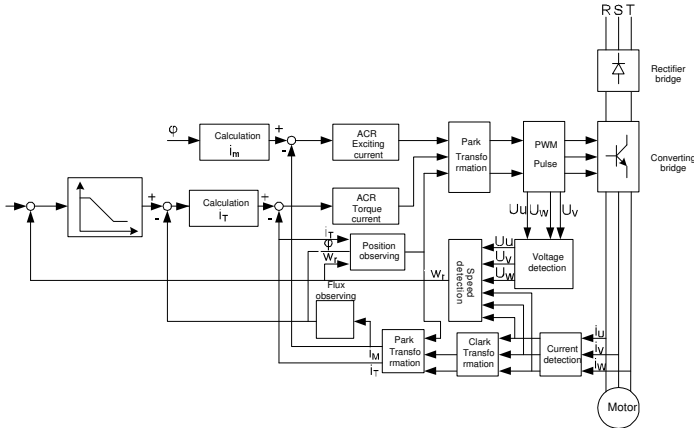 R S T
Rectifier
bridge
φ
Calculation
i_m
+
-
ACR
Exciting
current
Park
Transfo
rmation
PWM
Pulse
Converting
bridge
+
-
Calculation
i_T
+
-
ACR
Torque
current
Uu U_W U_V
i_T
φ
W_r
Position
observing
Uu
U_V
U_W
Voltage
detection
Speed
detection
W_r
Flux
observing
i_M
i_T
Park
Transfo
rmation
Clark
Transfo
rmation
Current
detection
i_U
i_V
i_W
Motor